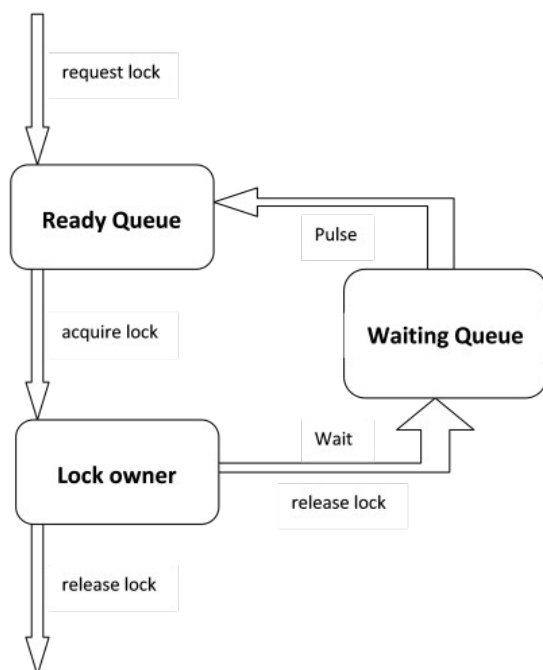 request lock
Ready Queue
Pulse
Waiting Queue
acquire lock
Wait
Lock owner
release lock
release lock